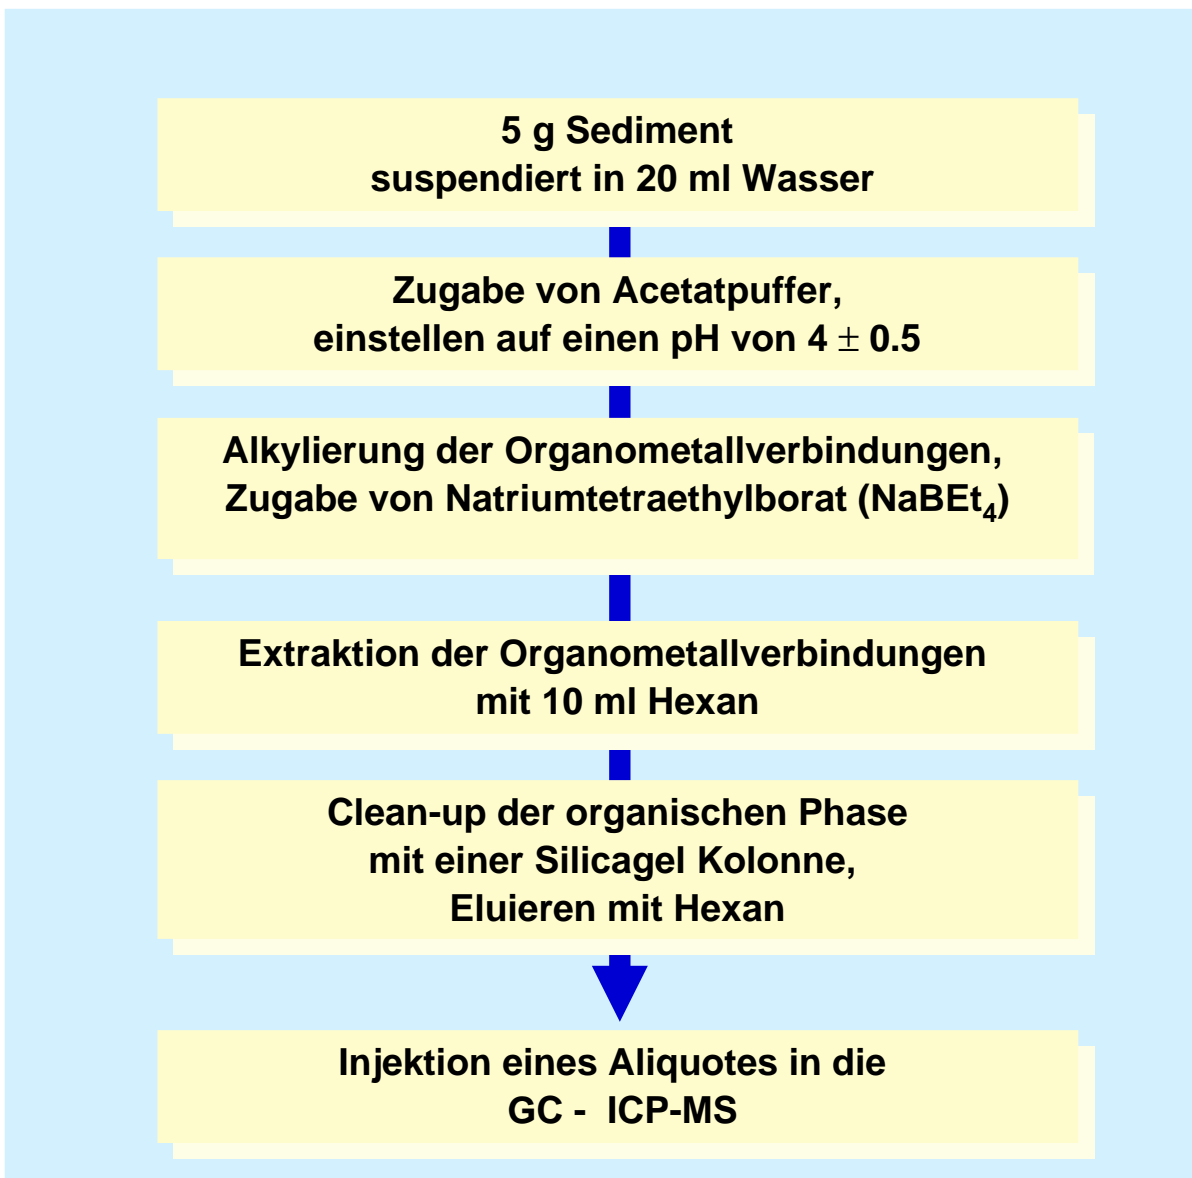 5 g Sediment
suspendiert in 20 ml Wasser
Zugabe von Acetatpuffer,
einstellen auf einen pH von 4 ± 0.5
Alkylierung der Organometallverbindungen,
Zugabe von Natriumtetraethylborat (NaBEt₄)
Extraktion der Organometallverbindungen
mit 10 ml Hexan
Clean-up der organischen Phase
mit einer Silicagel Kolonne,
Eluieren mit Hexan
Injektion eines Aliquotes in die
GC - ICP-MS